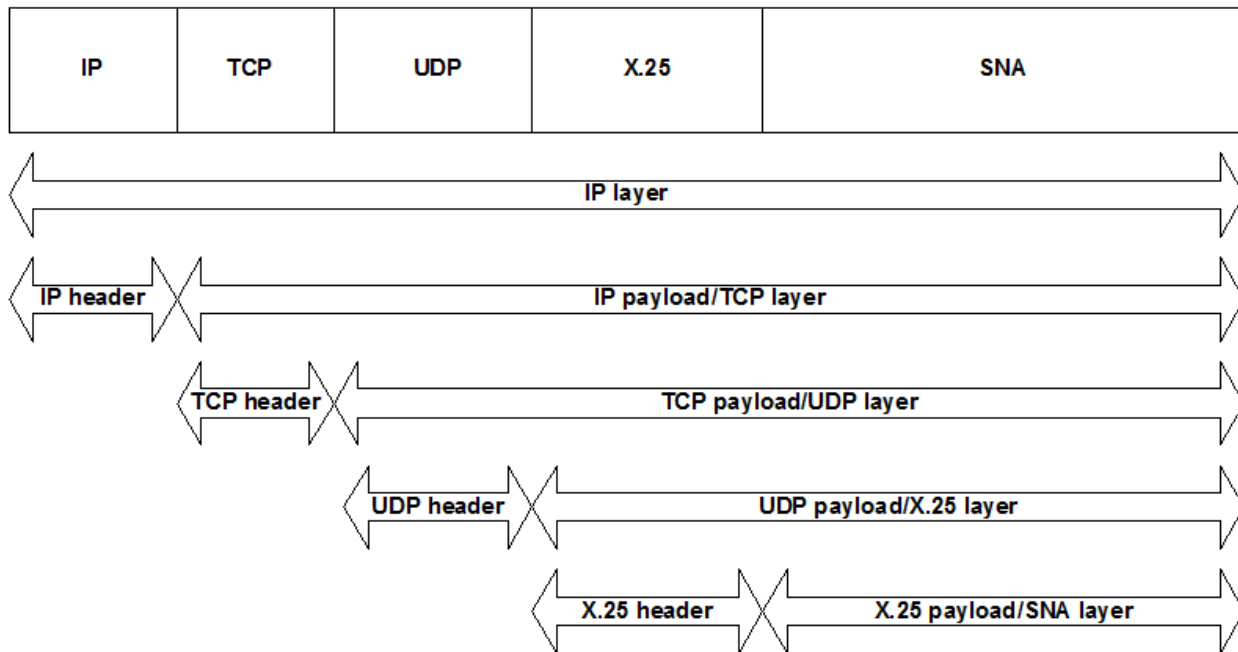 IP TCP UDP X.25 SNA
IP layer
IP header IP payload/TCP layer
TCP header TCP payload/UDP layer
UDP header UDP payload/X.25 layer
X.25 header X.25 payload/SNA layer